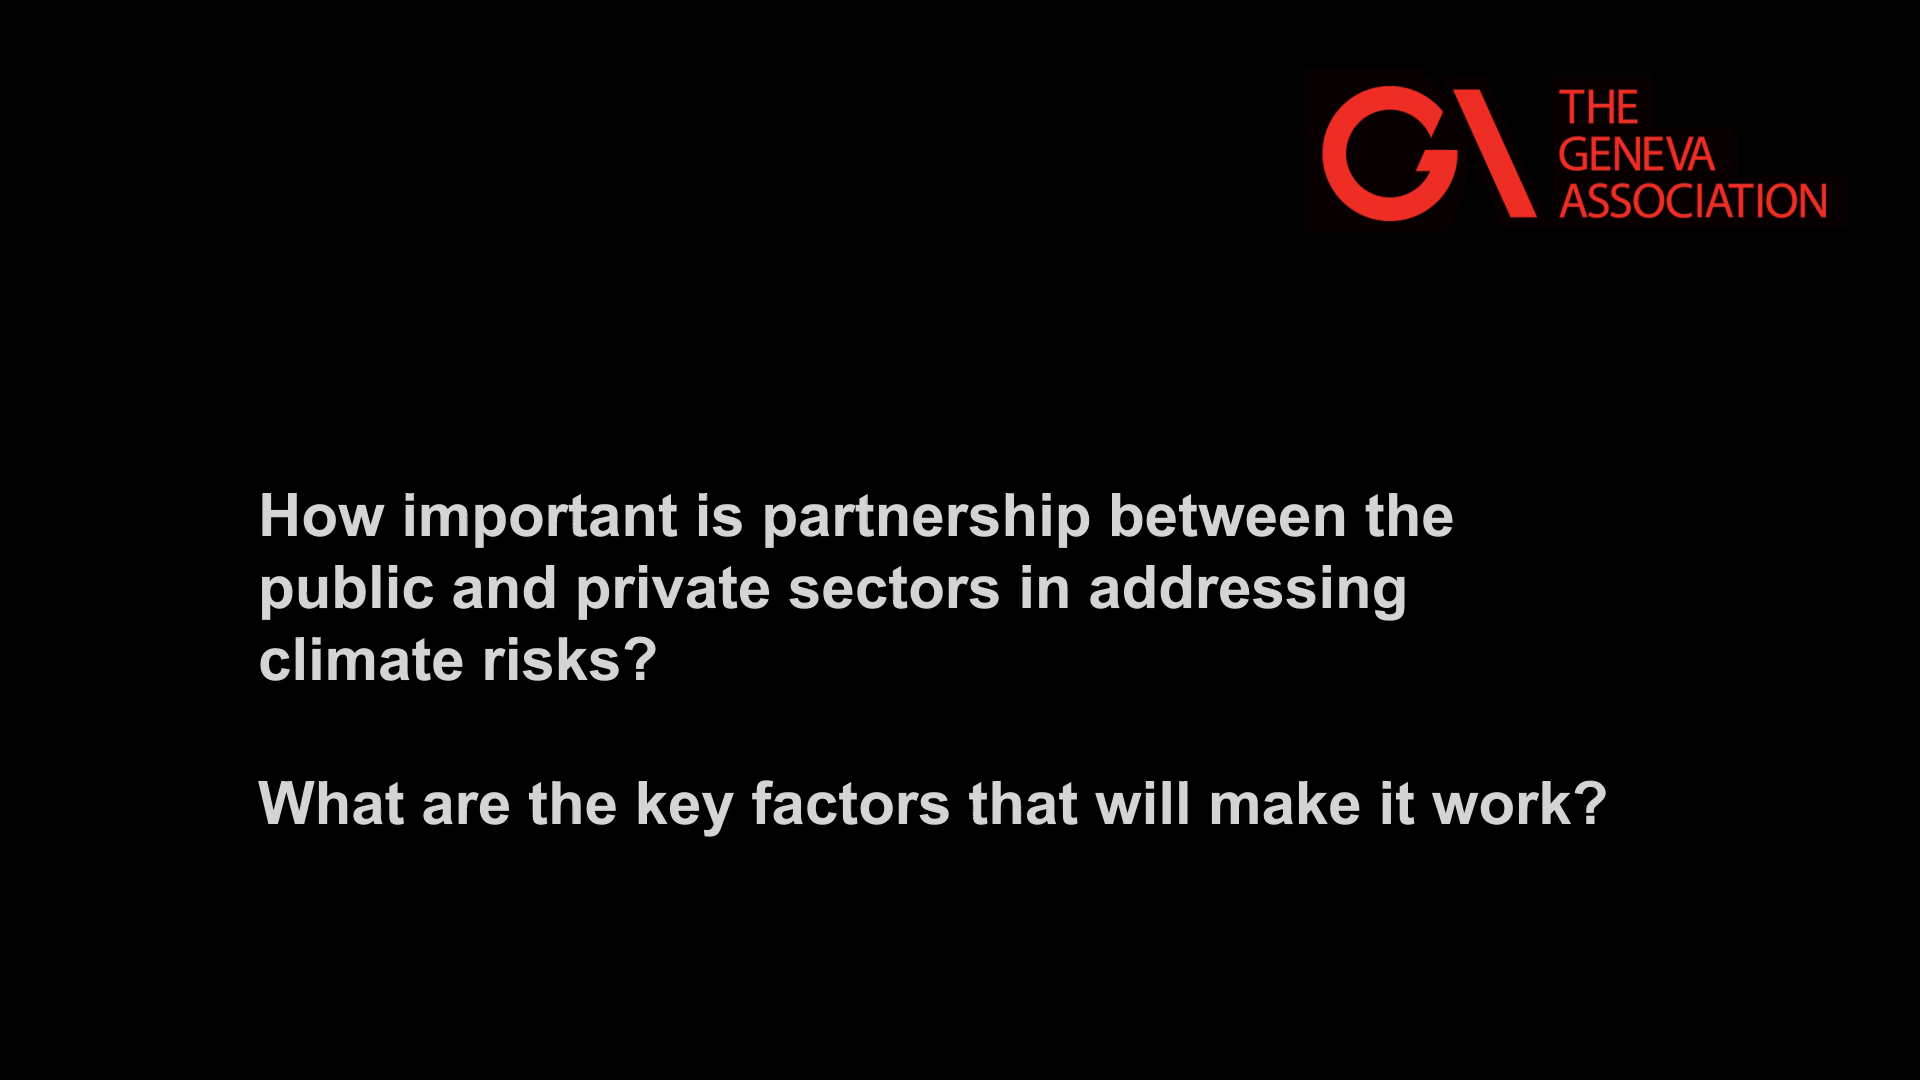 THE
GENEVA
ASSOCIATION
How important is partnership between the
public and private sectors in addressing
climate risks?
What are the key factors that will make it work?